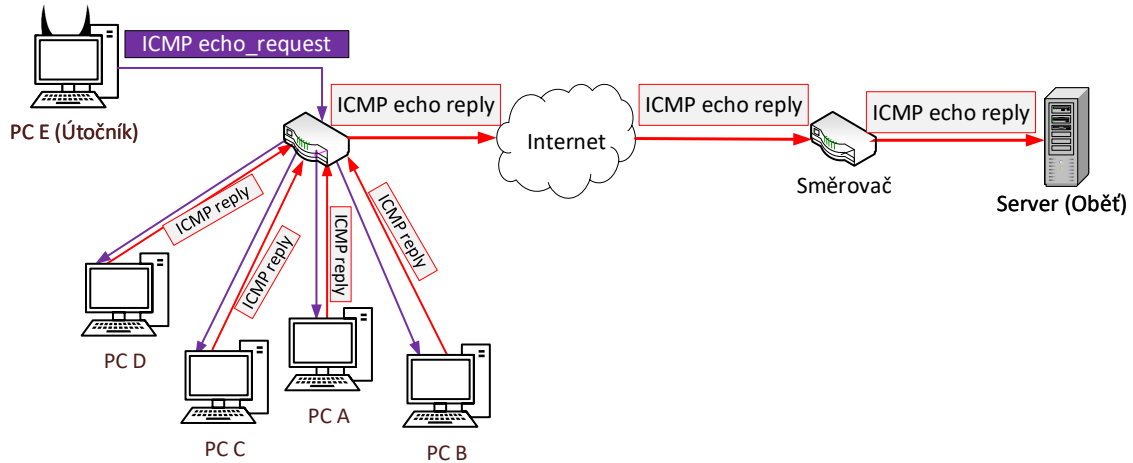 ICMP echo_request
PC E (Útočník)
ICMP echo reply
Internet
ICMP echo reply
ICMP echo reply
Směrovač
Server (Oběť)
ICMP reply
ICMP reply
ICMP reply
ICMP reply
PC D
PC C
PC A
PC B